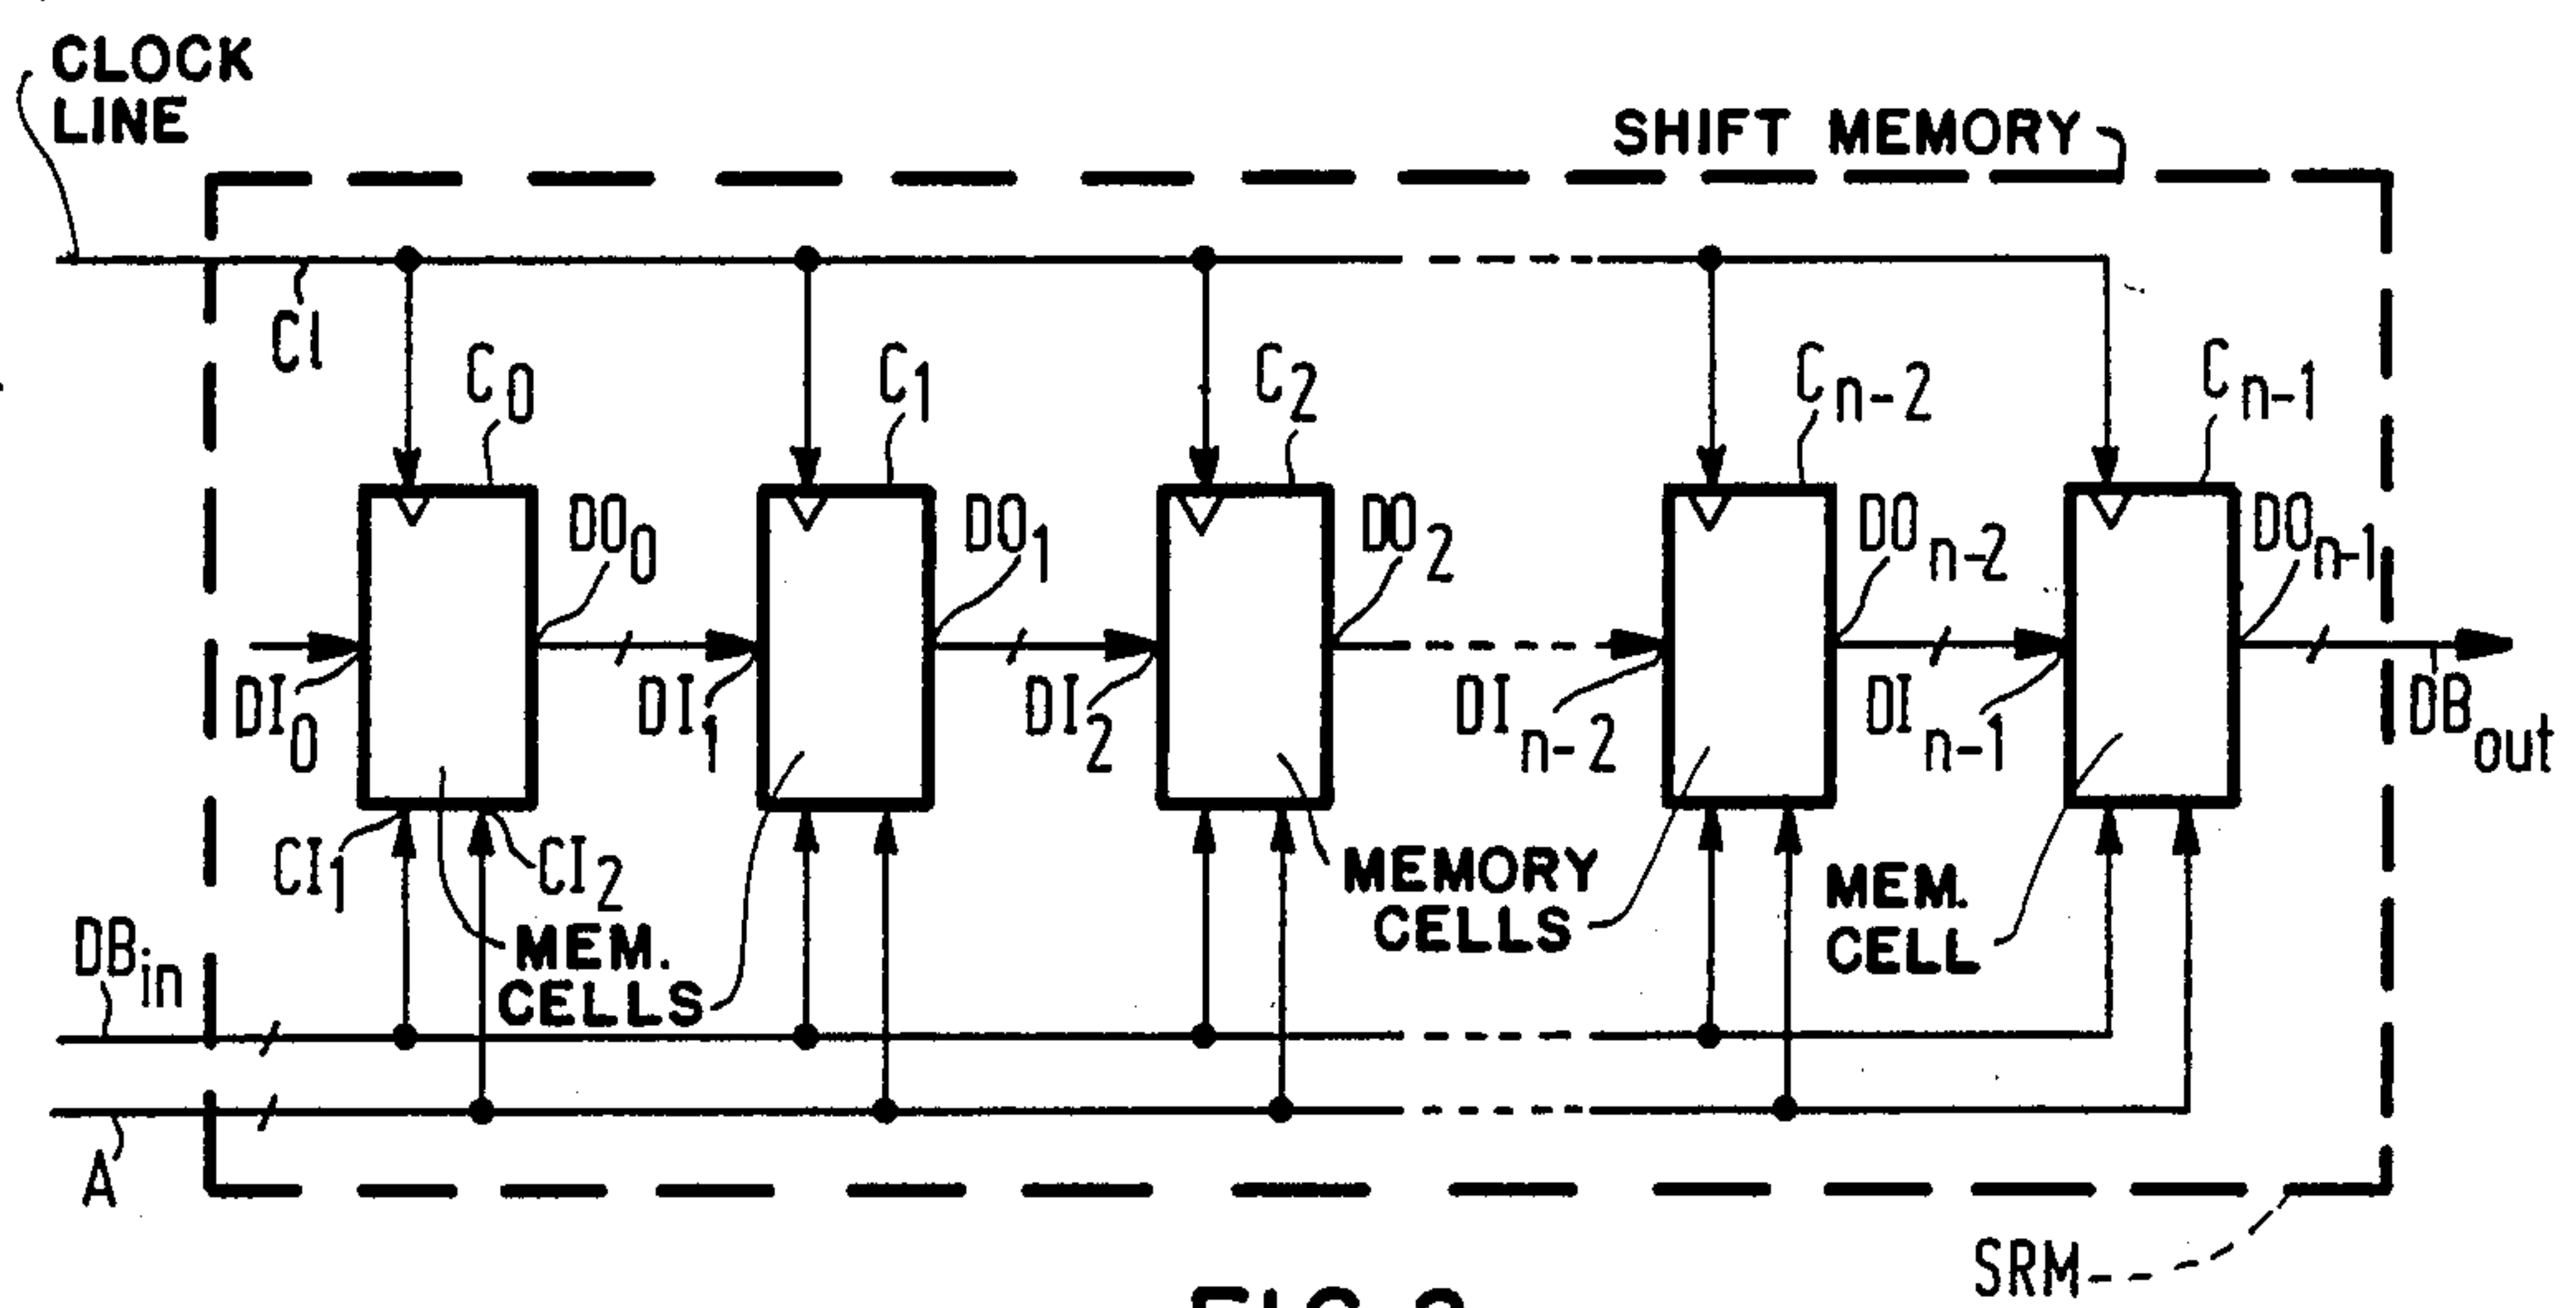 CLOCK
LINE
SHIFT MEMORY
Cl
C0
C1
C2
Cn-2
Cn-1
DO0
DO1
DO2
DOn-2
DOn-1
DI0
DI1
DI2
DIn-2
DIn-1
DBout
CI1
CI2
MEMORY
CELLS
MEM.
CELL
DBin
MEM.
CELLS
A
SRM